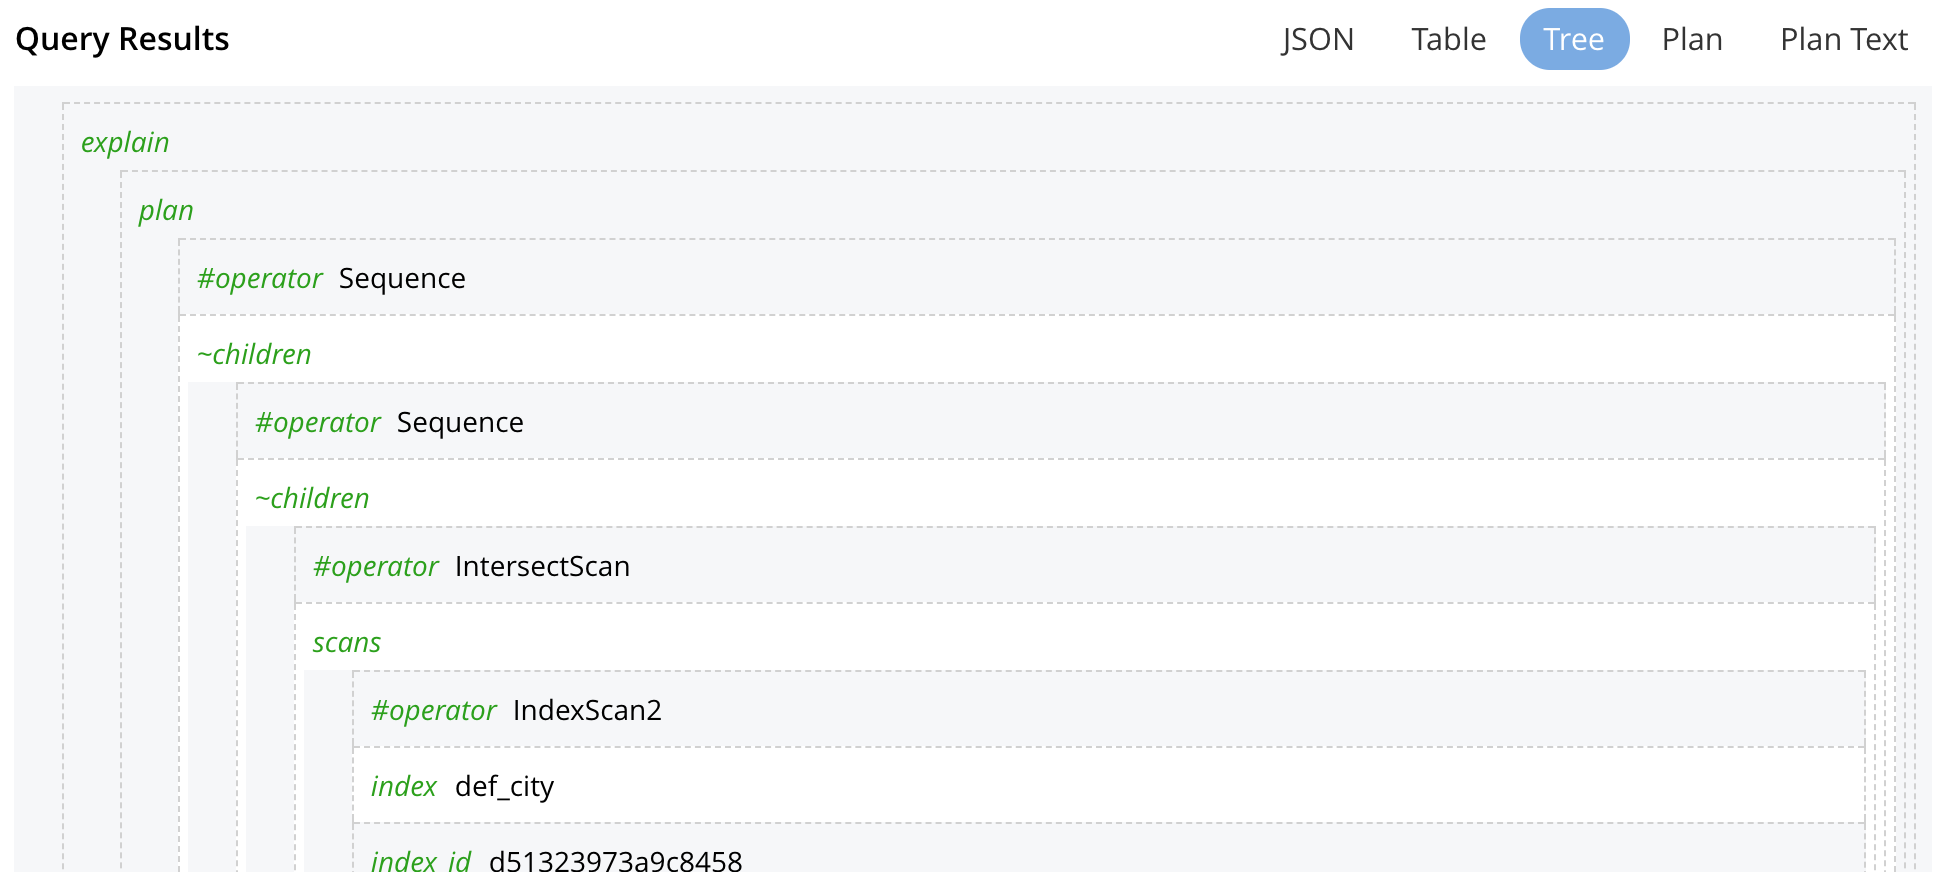 Query Results JSON Table Tree Plan Plan Text
explain
plan
#operator Sequence
~children
#operator Sequence
~children
#operator IntersectScan
scans
#operator IndexScan2
index def_city
index_id d51323973a9c8458